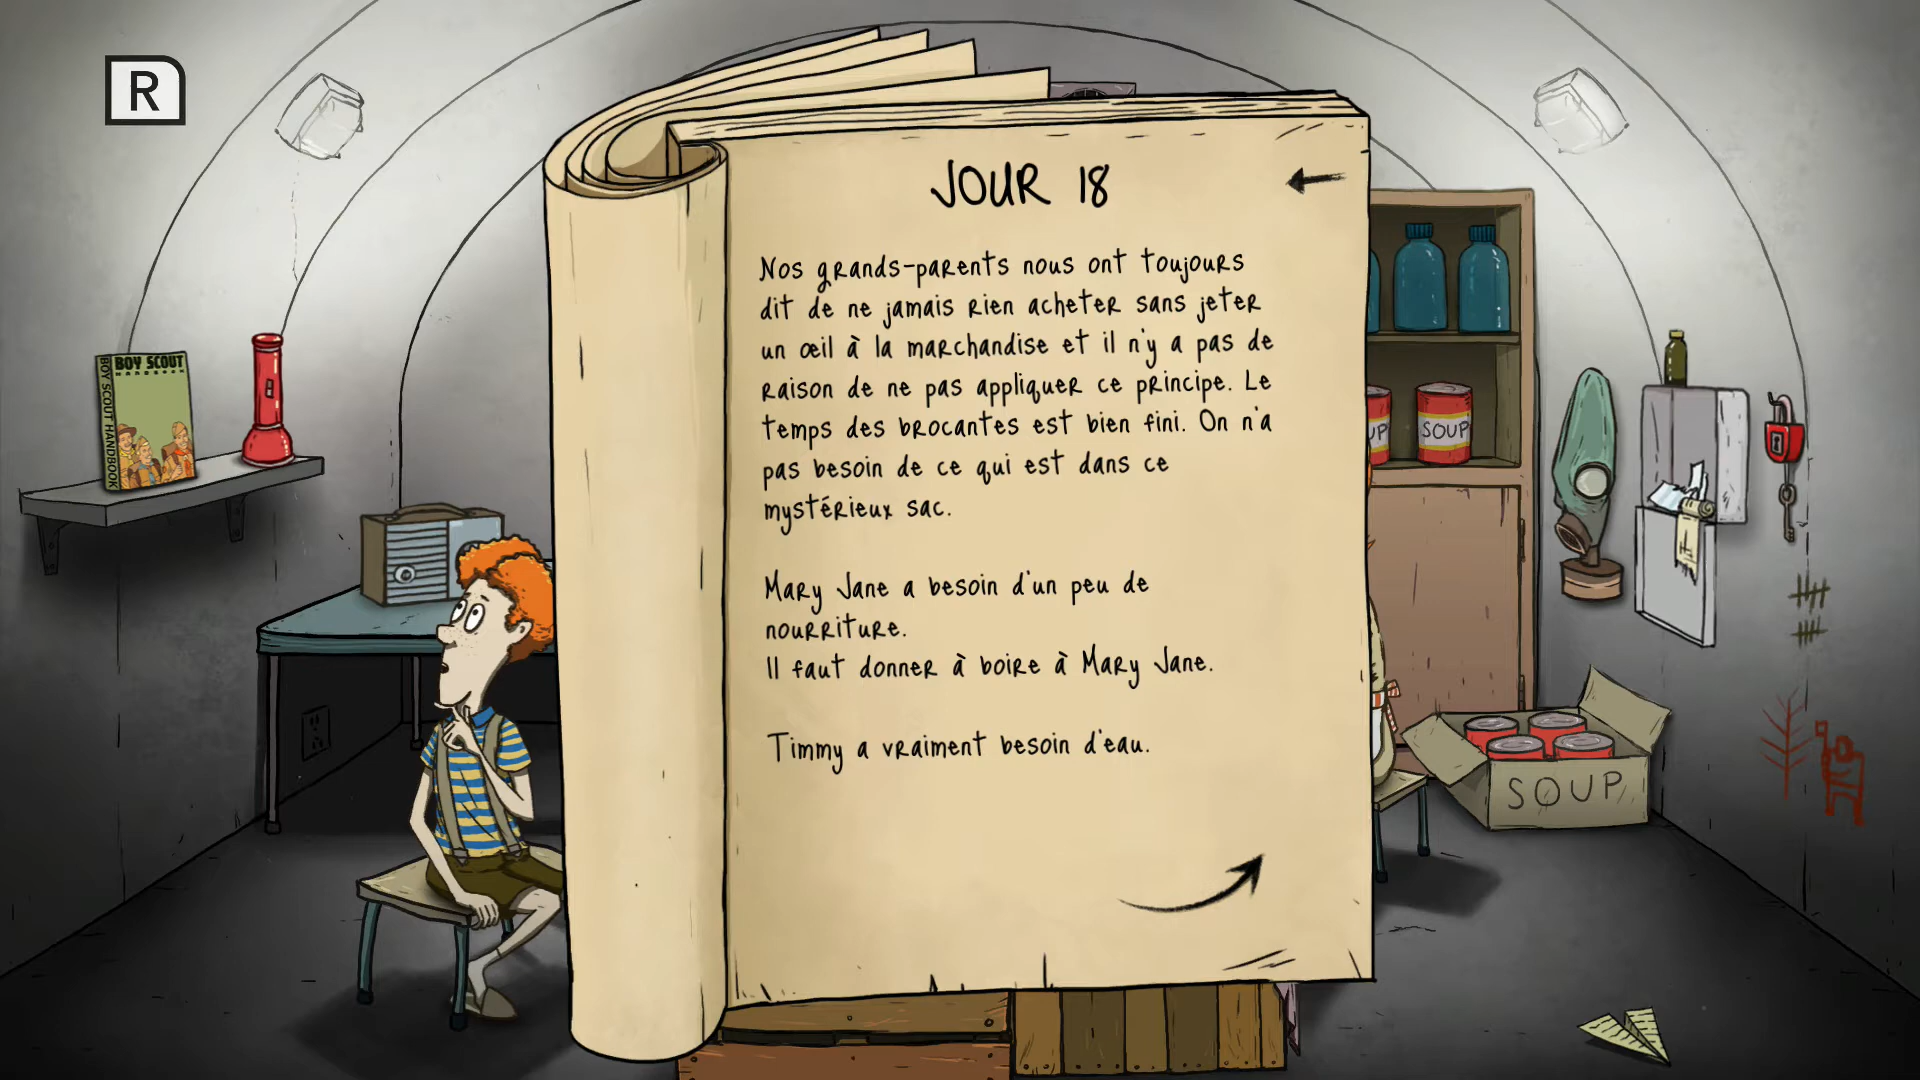 R
BOY SCOUT
HANDBOOK
BOY SCOUT HANDBOOK
JOUR 18
Nos grands-parents nous ont toujours
dit de ne jamais rien acheter sans jeter
un œil à la marchandise et il n'y a pas de
raison de ne pas appliquer ce principe. Le
temps des brocantes est bien fini. On n'a
pas besoin de ce qui est dans ce
mystérieux sac.
Mary Jane a besoin d'un peu de
nourriture.
Il faut donner à boire à Mary Jane.
Timmy a vraiment besoin d'eau.
UP
SOUP
SOUP